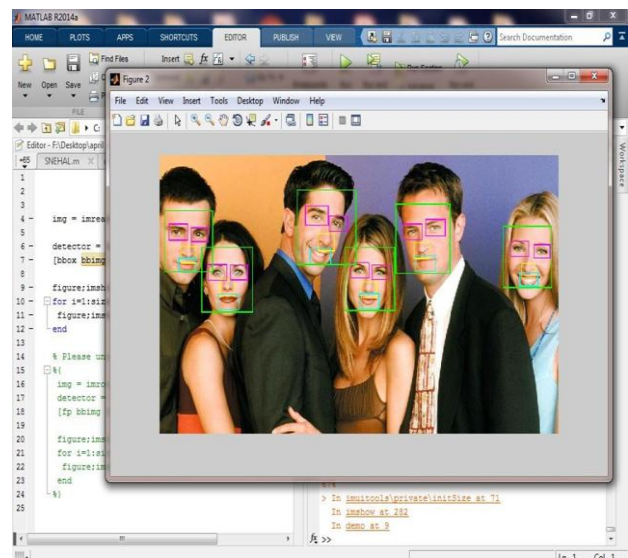 MATLAB R2014a
HOME PLOTS APPS SHORTCUTS EDITOR PUBLISH VIEW Search Documentation
Find Files Insert fx
New Open Save
FILE
Figure 2
File Edit View Insert Tools Desktop Window Help
Editor - F:\Desktop\april
+65 SNEHAL.m
Workspace
1
2
3
4 - img = imrea
5
6 - detector =
7 - [bbox bbimg
8
9 - figure;imsh
10 - for i=1:siz
11 - figure;ims
12 - end
13
14 % Please un
15 %{
16 img = imre
17 detector =
18 [fp bbimg
19
20 figure;ims
21 for i=1:si
22 figure;im
23 end
24 %}
25
> In imuitools\private\initSize at 71
In imshow at 282
In demo at 9
fx >>
Ln 1 Col 1